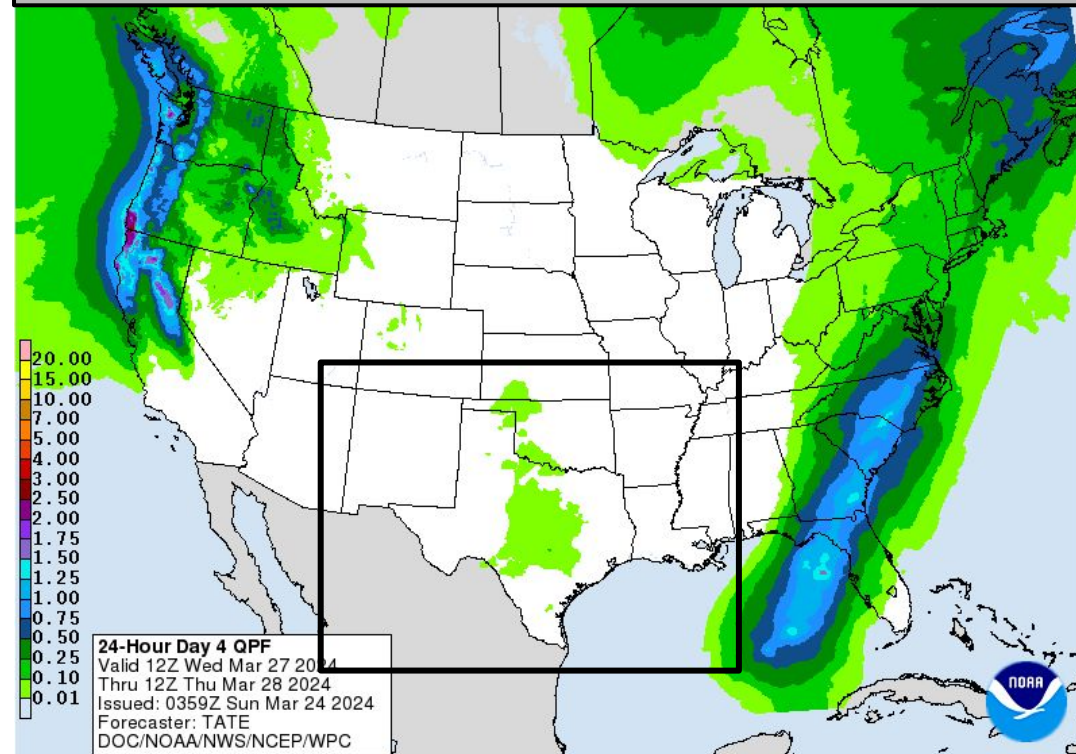 20.00
15.00
10.00
7.00
5.00
4.00
3.00
2.50
2.00
1.75
1.50
1.25
1.00
0.75
0.50
0.25
0.10
0.01
24-Hour Day 4 QPF
Valid 12Z Wed Mar 27 2024
Thru 12Z Thu Mar 28 2024
Issued: 0359Z Sun Mar 24 2024
Forecaster: TATE
DOC/NOAA/NWS/NCEP/WPC
NOAA